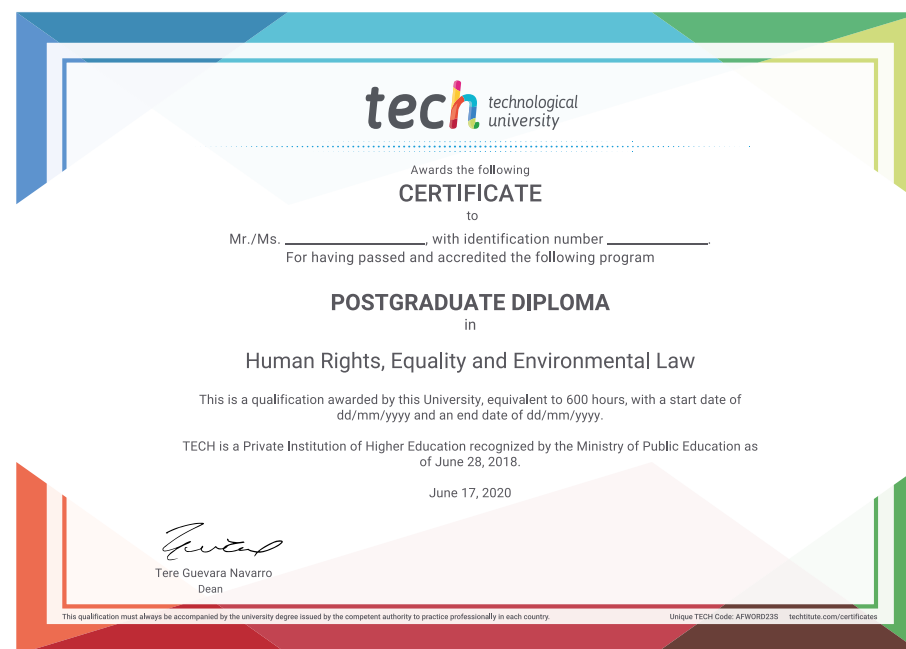 tech technological
university
Awards the following
CERTIFICATE
to
Mr./Ms. ____________, with identification number ____________.
For having passed and accredited the following program
POSTGRADUATE DIPLOMA
in
Human Rights, Equality and Environmental Law
This is a qualification awarded by this University, equivalent to 600 hours, with a start date of
dd/mm/yyyy and an end date of dd/mm/yyyy.
TECH is a Private Institution of Higher Education recognized by the Ministry of Public Education as
of June 28, 2018.
June 17, 2020
Tere Guevara Navarro
Dean
This qualification must always be accompanied by the university degree issued by the competent authority to practice professionally in each country.
Unique TECH Code: AFWORD23S techtitute.com/certificates